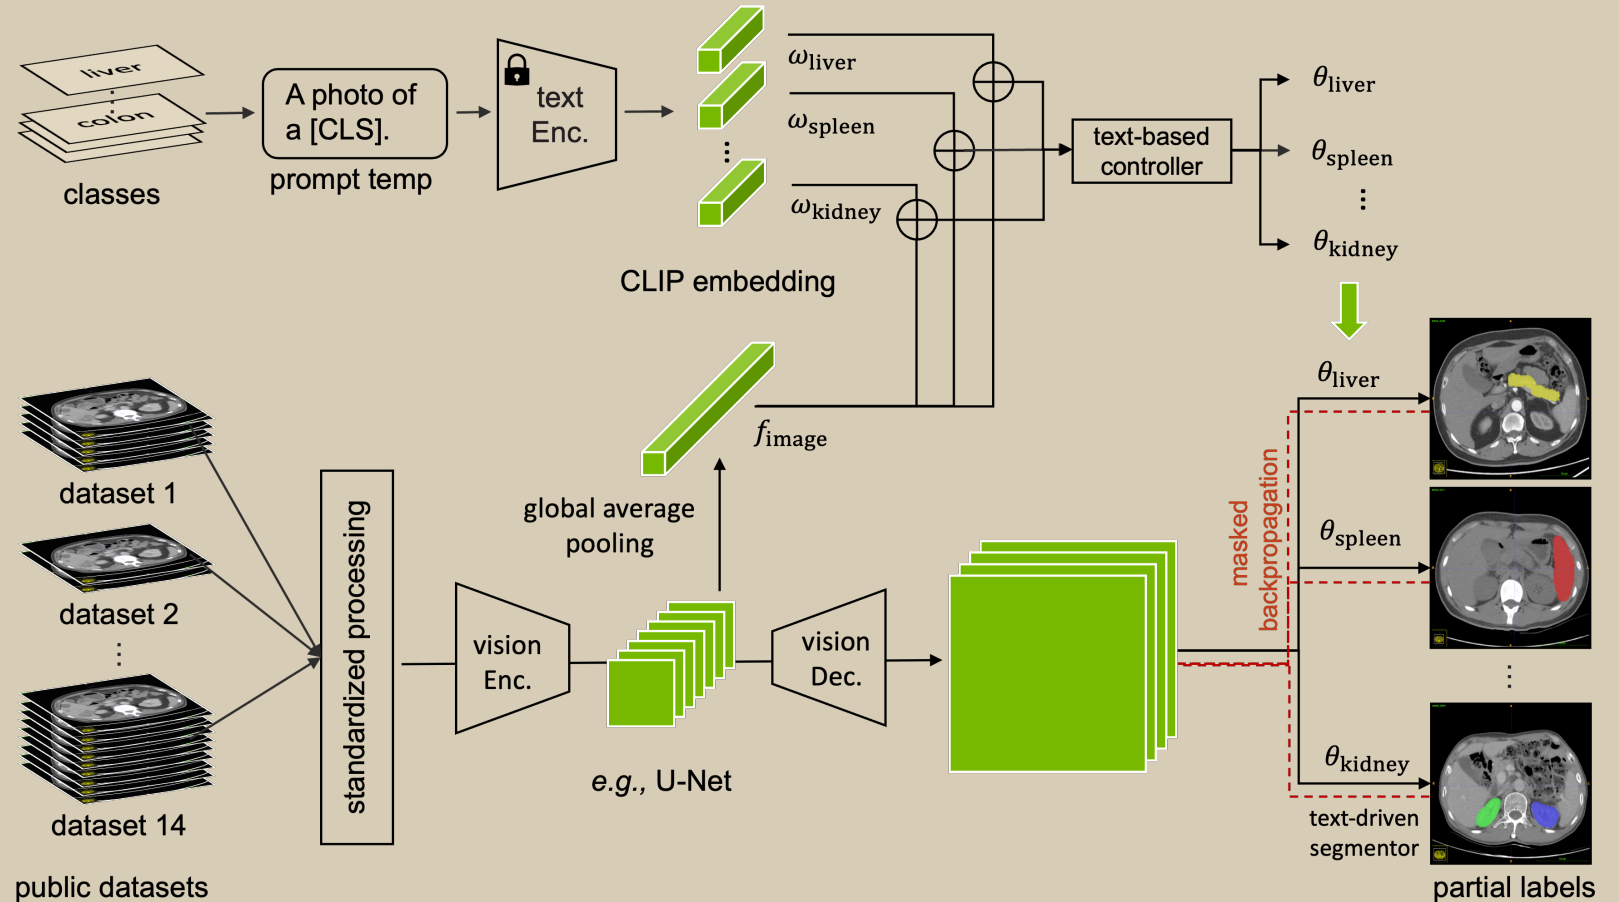 liver
colon
classes
A photo of
a [CLS].
prompt temp
text
Enc.
ωliver
ωspleen
ωkidney
CLIP embedding
text-based
controller
θliver
θspleen
θkidney
dataset 1
dataset 2
dataset 14
public datasets
standardized processing
vision
Enc.
global average
pooling
fimage
e.g., U-Net
vision
Dec.
masked
backpropagation
θliver
θspleen
θkidney
text-driven
segmentor
partial labels